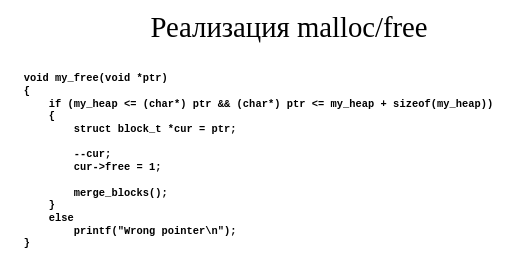 Реализация malloc/free
void my_free(void *ptr)
{
    if (my_heap <= (char*) ptr && (char*) ptr <= my_heap + sizeof(my_heap))
    {
        struct block_t *cur = ptr;
        --cur;
        cur->free = 1;
        merge_blocks();
    }
    else
        printf("Wrong pointer\n");
}